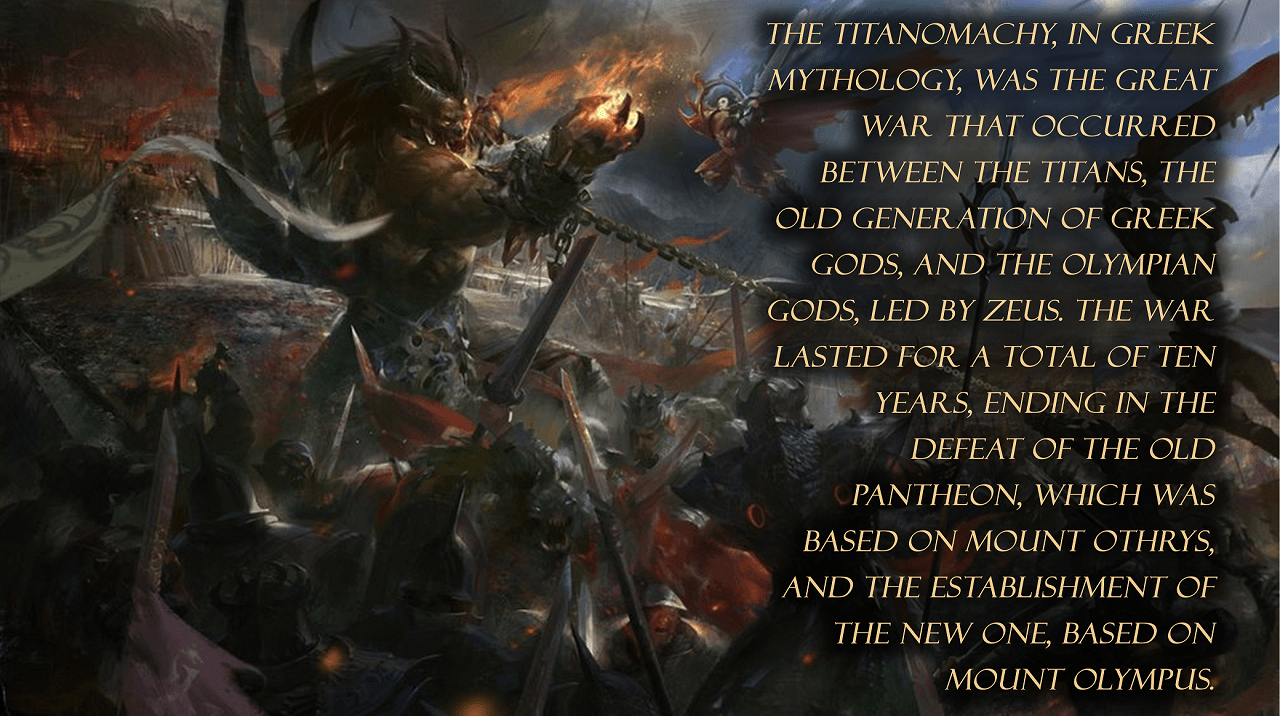 THE TITANOMACHY, IN GREEK
MYTHOLOGY, WAS THE GREAT
WAR THAT OCCURRED
BETWEEN THE TITANS, THE
OLD GENERATION OF GREEK
GODS, AND THE OLYMPIAN
GODS, LED BY ZEUS. THE WAR
LASTED FOR A TOTAL OF TEN
YEARS, ENDING IN THE
DEFEAT OF THE OLD
PANTHEON, WHICH WAS
BASED ON MOUNT OTHRYS,
AND THE ESTABLISHMENT OF
THE NEW ONE, BASED ON
MOUNT OLYMPUS.